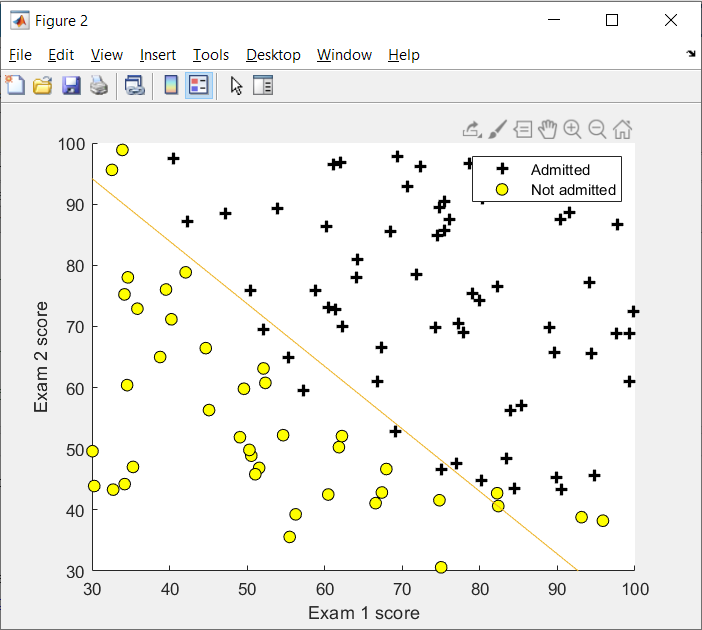 Figure 2
File Edit View Insert Tools Desktop Window Help
Admitted
Not admitted
100
90
80
70
60
50
40
30
Exam 2 score
30 40 50 60 70 80 90 100
Exam 1 score